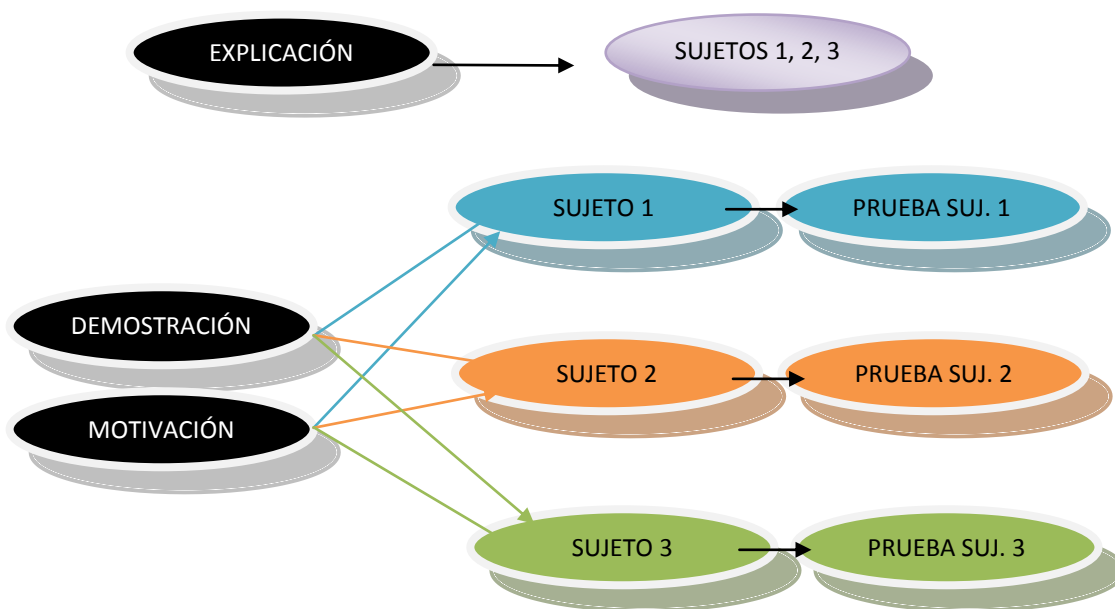 EXPLICACIÓN
SUJETOS 1, 2, 3
SUJETO 1
PRUEBA SUJ. 1
DEMOSTRACIÓN
SUJETO 2
PRUEBA SUJ. 2
MOTIVACIÓN
SUJETO 3
PRUEBA SUJ. 3